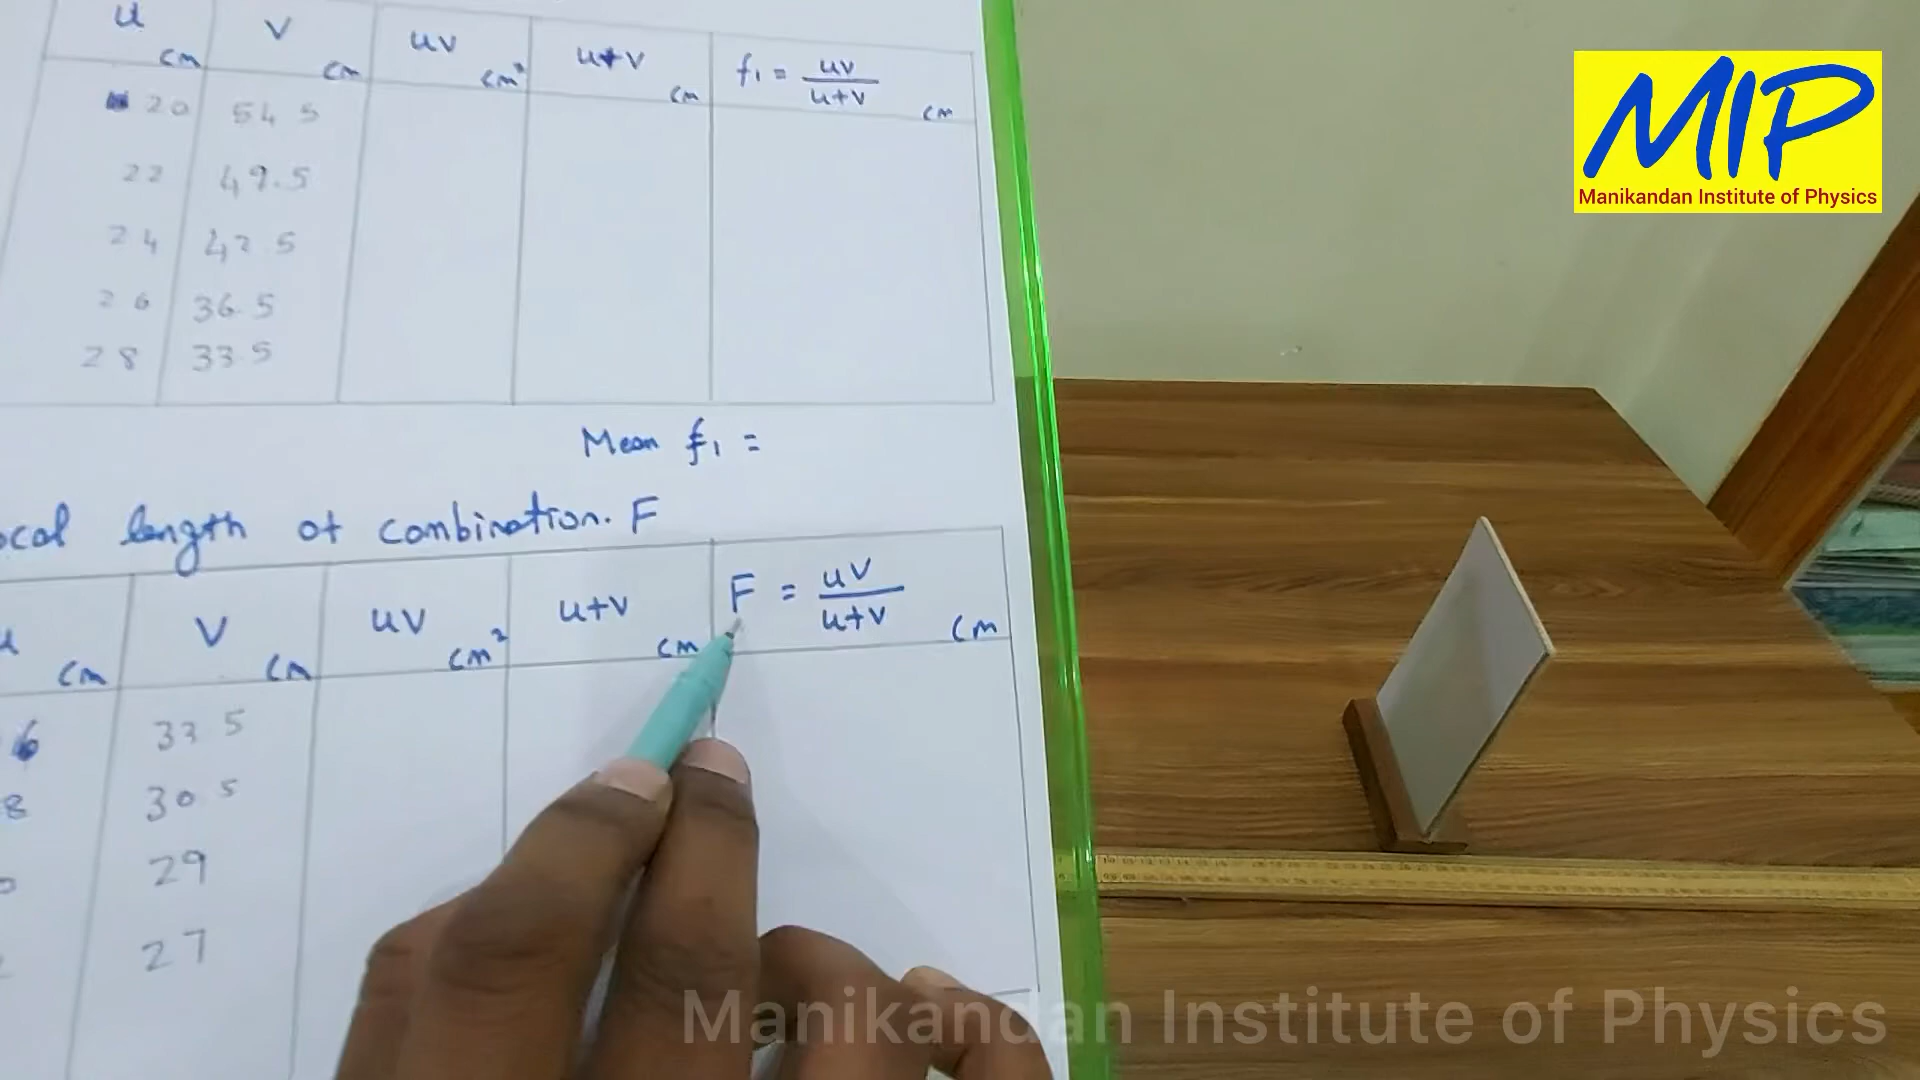 u cm v cm uv cm² u+v cm f1 = uv/u+v cm
20 54 5
22 49.5
24 42.5
26 36.5
28 33 5
Mean f1 =
ocal length of combination. F
u cm v cm uv cm² u+v cm F = uv/u+v cm
6 33 5
8 30 5
29
27
MIP
Manikandan Institute of Physics
Manikandan Institute of Physics